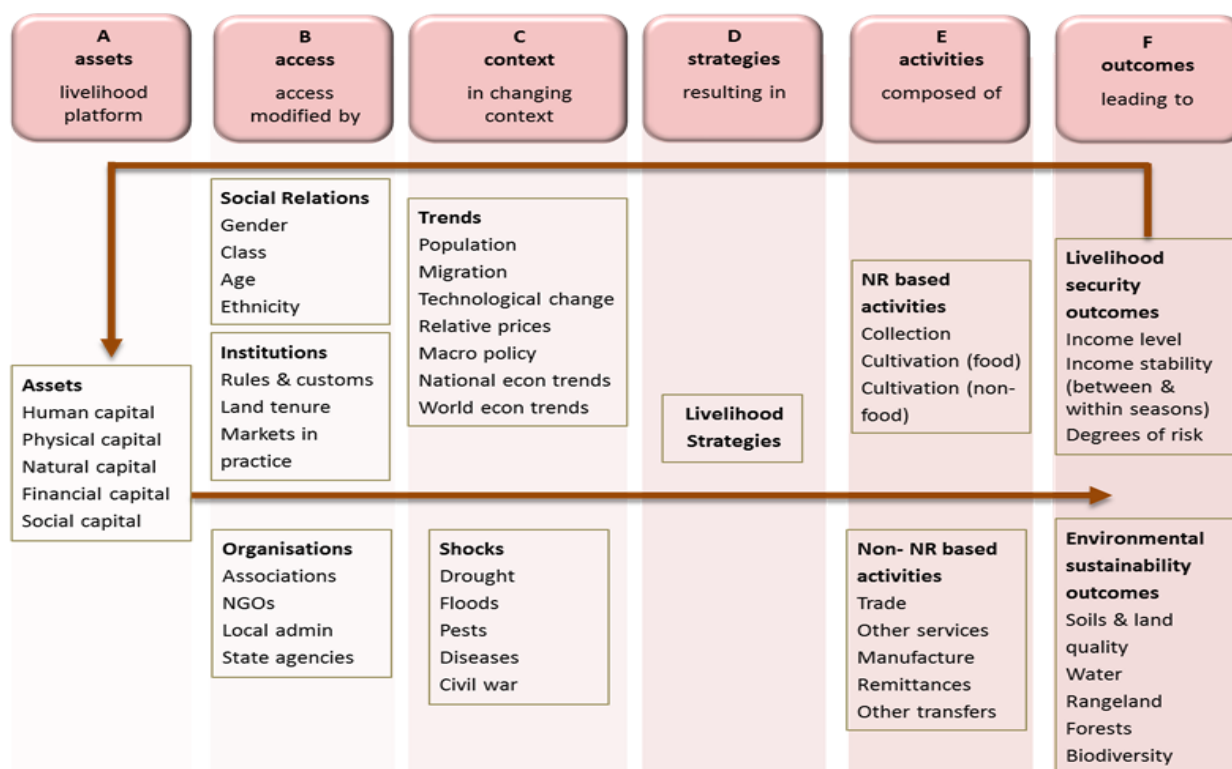 A
assets
livelihood
platform
B
access
access
modified by
C
context
in changing
context
D
strategies
resulting in
E
activities
composed of
F
outcomes
leading to
Assets
Human capital
Physical capital
Natural capital
Financial capital
Social capital
Social Relations
Gender
Class
Age
Ethnicity
Institutions
Rules & customs
Land tenure
Markets in
practice
Organisations
Associations
NGOs
Local admin
State agencies
Trends
Population
Migration
Technological change
Relative prices
Macro policy
National econ trends
World econ trends
Shocks
Drought
Floods
Pests
Diseases
Civil war
Livelihood
Strategies
NR based
activities
Collection
Cultivation (food)
Cultivation (non-
food)
Non- NR based
activities
Trade
Other services
Manufacture
Remittances
Other transfers
Livelihood
security
outcomes
Income level
Income stability
(between &
within seasons)
Degrees of risk
Environmental
sustainability
outcomes
Soils & land
quality
Water
Rangeland
Forests
Biodiversity